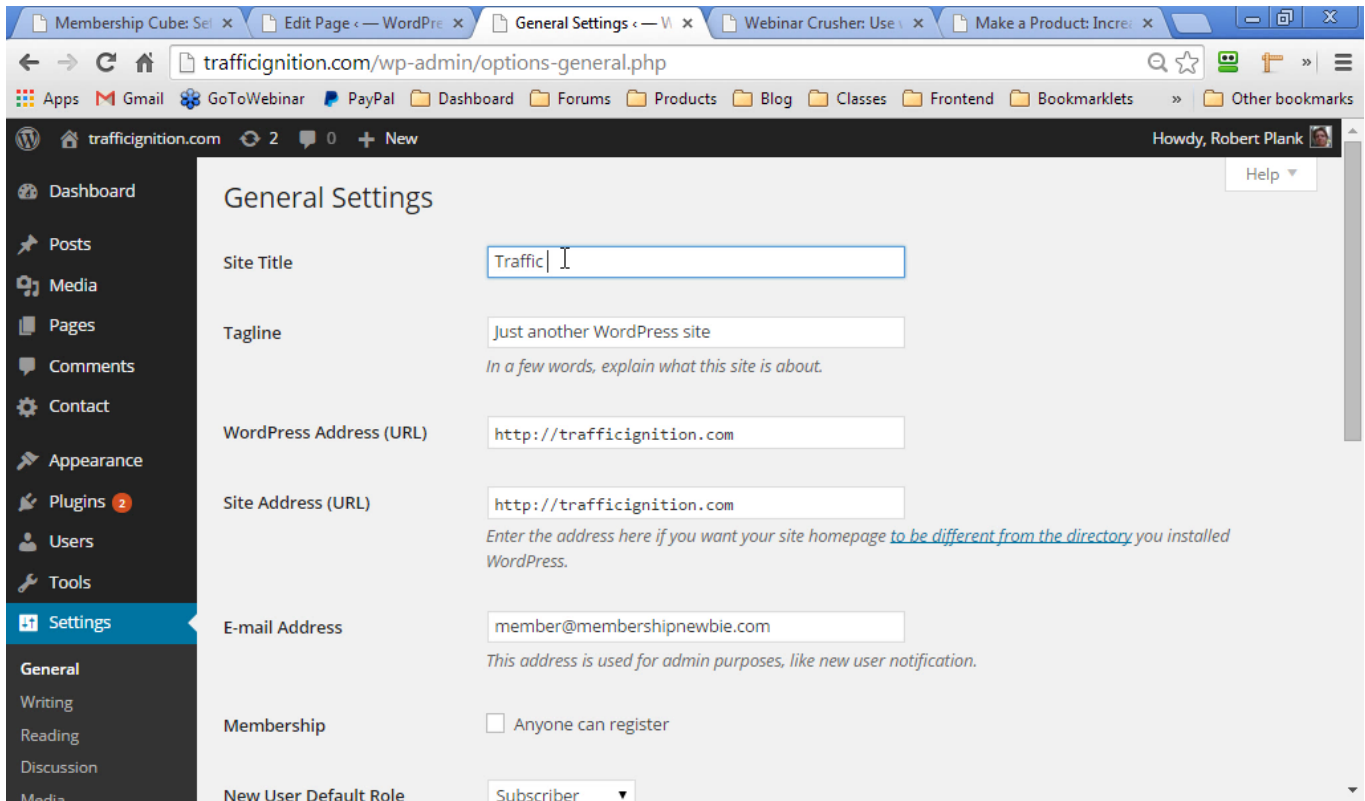 Membership Cube: Se
Edit Page ‹ — WordPre
General Settings ‹ — W
Webinar Crusher: Use
Make a Product: Increa
trafficignition.com/wp-admin/options-general.php
Apps Gmail GoToWebinar PayPal Dashboard Forums Products Blog Classes Frontend Bookmarklets » Other bookmarks
trafficignition.com 2 0 + New Howdy, Robert Plank
Help
Dashboard
Posts
Media
Pages
Comments
Contact
Appearance
Plugins 2
Users
Tools
Settings
General
Writing
Reading
Discussion
Media
General Settings
Site Title Traffic
Tagline Just another WordPress site
In a few words, explain what this site is about.
WordPress Address (URL) http://trafficignition.com
Site Address (URL) http://trafficignition.com
Enter the address here if you want your site homepage to be different from the directory you installed
WordPress.
E-mail Address member@membershipnewbie.com
This address is used for admin purposes, like new user notification.
Membership Anyone can register
New User Default Role Subscriber